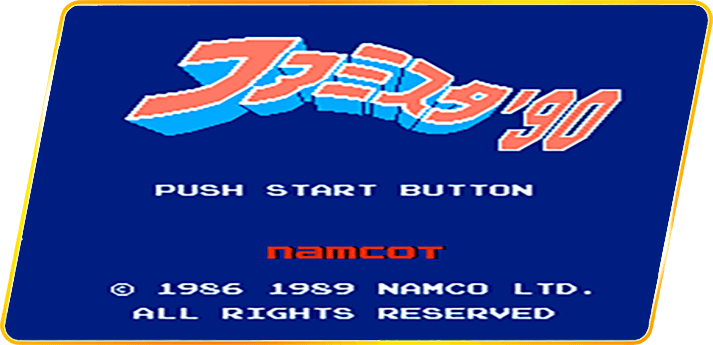 ファミスタ'90
PUSH START BUTTON
namcot
© 1986 1989 NAMCO LTD.
ALL RIGHTS RESERVED